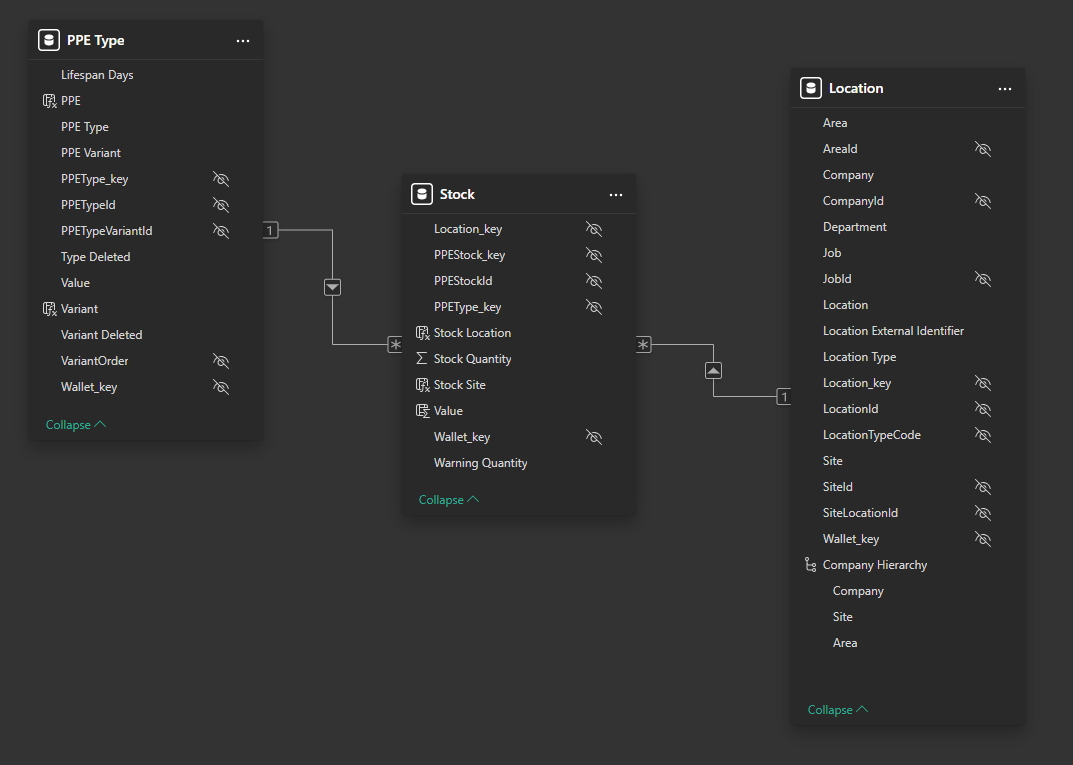 PPE Type
Lifespan Days
PPE
PPE Type
PPE Variant
PPEType_key
PPETypeId
PPETypeVariantId
Type Deleted
Value
Variant
Variant Deleted
VariantOrder
Wallet_key
Collapse
1
*
Stock
Location_key
PPEStock_key
PPEStockId
PPEType_key
Stock Location
Stock Quantity
Stock Site
Value
Wallet_key
Warning Quantity
Collapse
*
1
Location
Area
AreaId
Company
CompanyId
Department
Job
JobId
Location
Location External Identifier
Location Type
Location_key
LocationId
LocationTypeCode
Site
SiteId
SiteLocationId
Wallet_key
Company Hierarchy
Company
Site
Area
Collapse